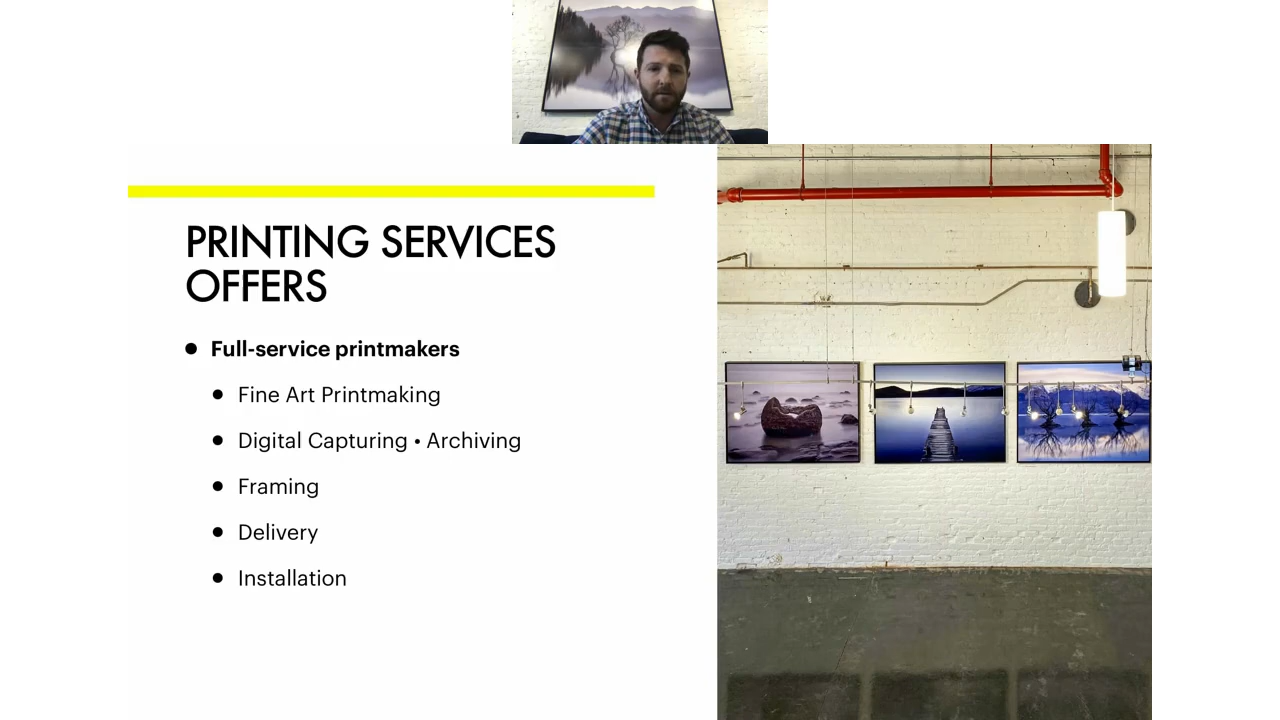 PRINTING SERVICES
OFFERS
Full-service printmakers
Fine Art Printmaking
Digital Capturing • Archiving
Framing
Delivery
Installation